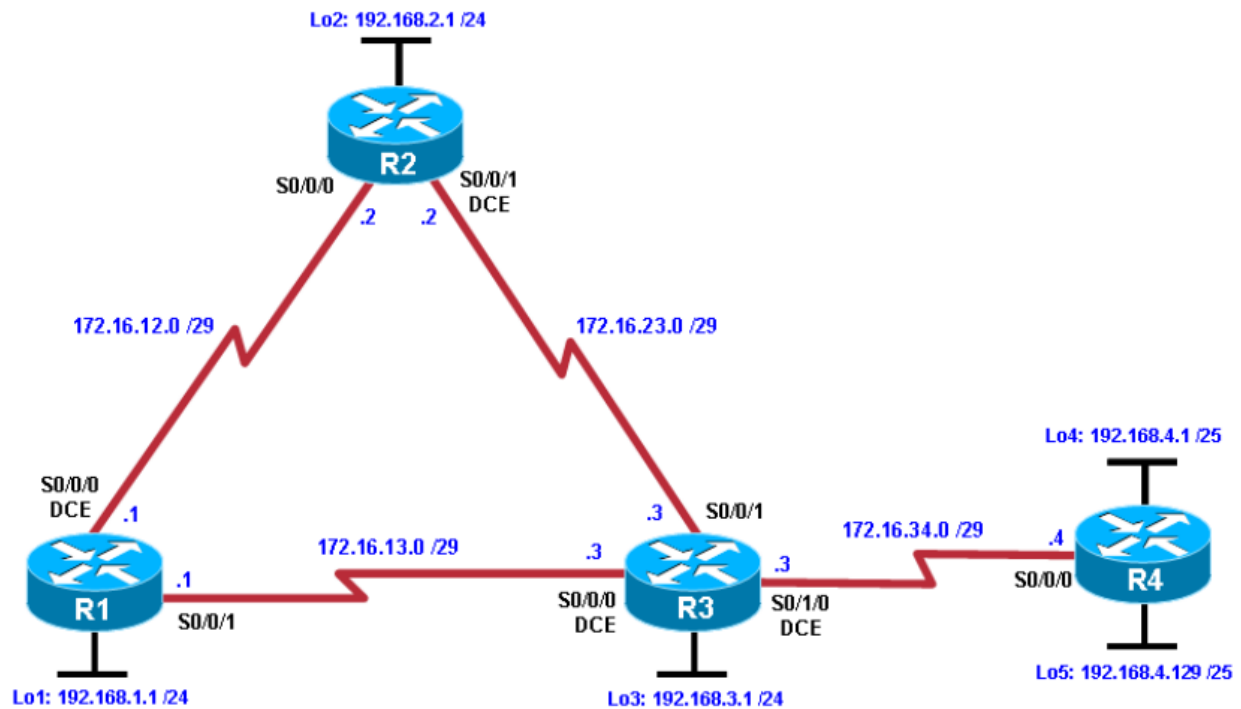 Lo2: 192.168.2.1 /24
R2
S0/0/0
S0/0/1
DCE
.2
.2
172.16.12.0 /29
172.16.23.0 /29
S0/0/0
DCE
.1
.3
S0/0/1
Lo4: 192.168.4.1 /25
172.16.13.0 /29
172.16.34.0 /29
.1
.3
.3
.4
R1
S0/0/1
S0/0/0
DCE
R3
S0/1/0
DCE
S0/0/0
R4
Lo1: 192.168.1.1 /24
Lo3: 192.168.3.1 /24
Lo5: 192.168.4.129 /25